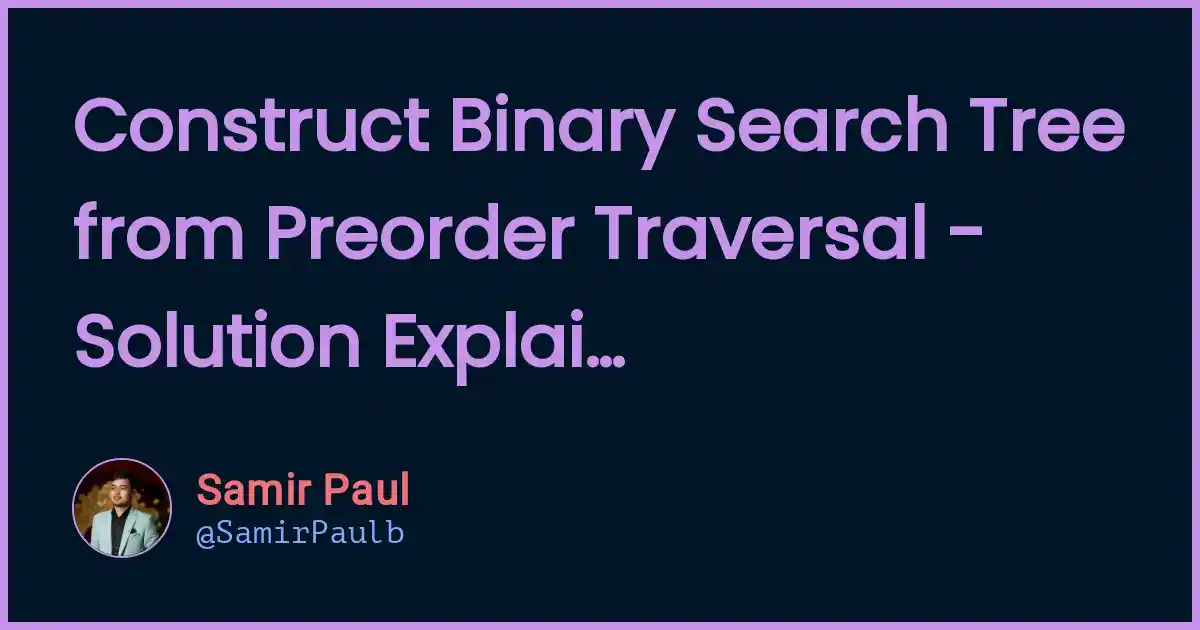 Construct Binary Search Tree
from Preorder Traversal -
Solution Explai...
Samir Paul
@SamirPaulb